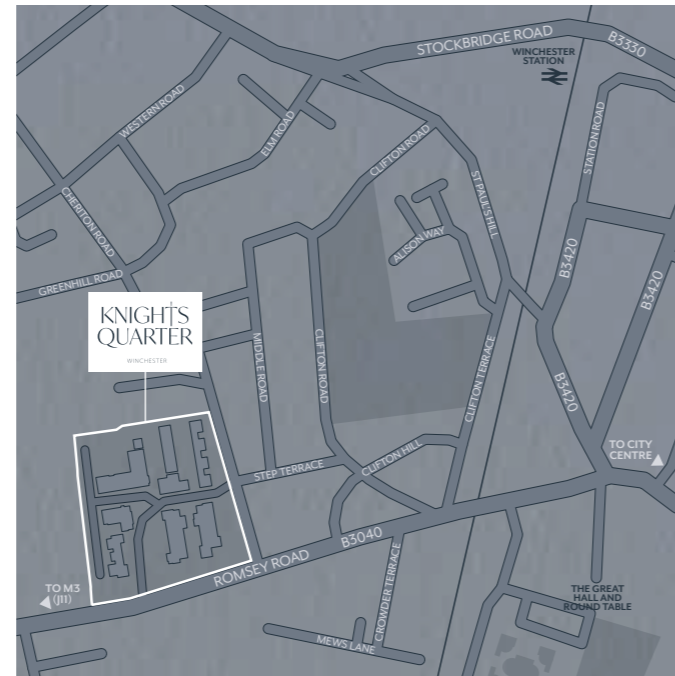 STOCKBRIDGE ROAD
B3330
WINCHESTER
STATION
WESTERN ROAD
ELM ROAD
CLIFTON ROAD
STATION ROAD
CHERITON ROAD
ST PAUL'S HILL
ALISON WAY
GREENHILL ROAD
B3420
B3420
KNIGHTS
QUARTER
WINCHESTER
MIDDLE ROAD
CLIFTON ROAD
CLIFTON TERRACE
B3420
TO CITY
CENTRE
STEP TERRACE
CLIFTON HILL
B3040
ROMSEY ROAD
CROWDER TERRACE
TO M3
(J11)
THE GREAT
HALL AND
ROUND TABLE
MEWS LANE